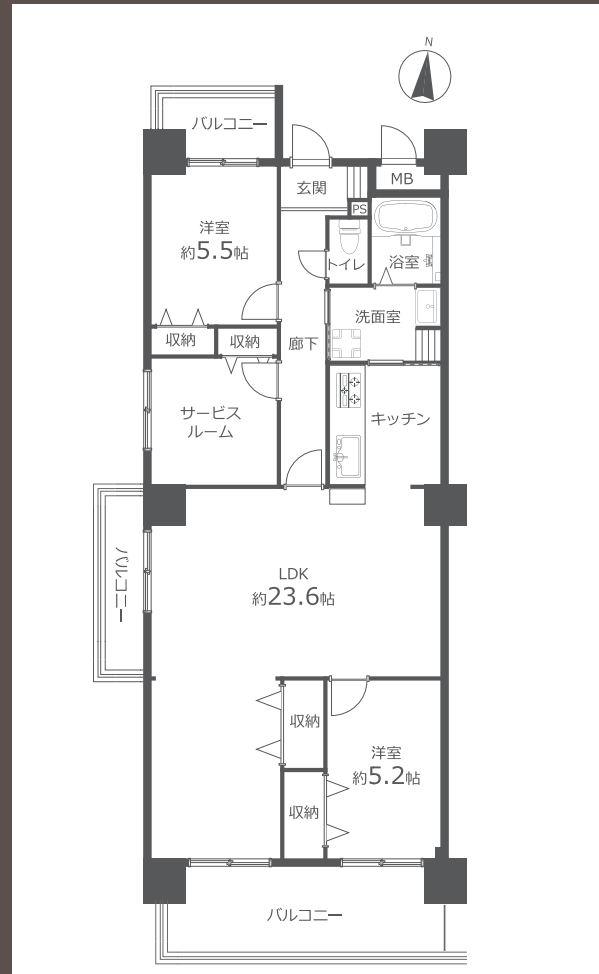 N
バルコニー
玄関
MB
PS
洋室
約5.5帖
トイレ
浴室
洗面室
収納
収納
廊下
サービス
ルーム
キッチン
バルコニー
LDK
約23.6帖
収納
洋室
約5.2帖
収納
バルコニー